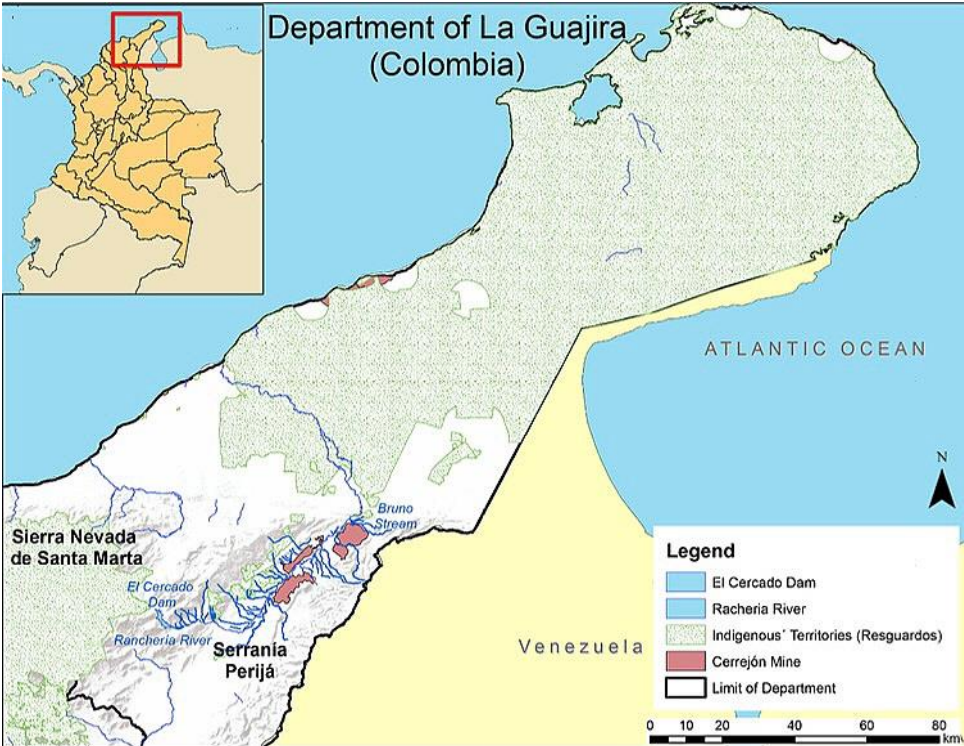 Department of La Guajira
(Colombia)
ATLANTIC OCEAN
N
Bruno
Stream
Sierra Nevada
de Santa Marta
El Cercado
Dam
Rancheria River
Serranía
Perijá
Venezuela
Legend
El Cercado Dam
Racheria River
Indigenous´ Territories (Resguardos)
Cerrejón Mine
Limit of Department
0 10 20 40 60 80
km